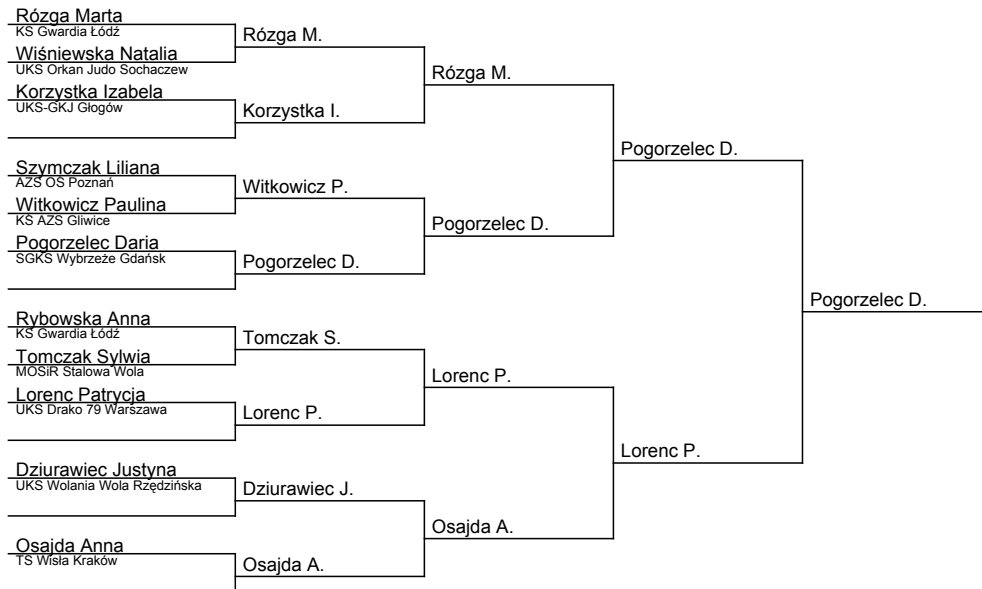 Rózga Marta
KS Gwardia Łódź
Rózga M.
Wiśniewska Natalia
UKS Orkan Judo Sochaczew
Rózga M.
Korzystka Izabela
UKS-GKJ Głogów
Korzystka I.
Pogorzelec D.
Szymczak Liliana
AZS OŚ Poznań
Witkowicz P.
Witkowicz Paulina
KS AZS Gliwice
Pogorzelec D.
Pogorzelec Daria
SGKS Wybrzeże Gdańsk
Pogorzelec D.
Pogorzelec D.
Rybowska Anna
KS Gwardia Łódź
Tomczak S.
Tomczak Sylwia
MOSiR Stalowa Wola
Lorenc P.
Lorenc Patrycja
UKS Drako 79 Warszawa
Lorenc P.
Lorenc P.
Dziurawiec Justyna
UKS Wolania Wola Rzędzińska
Dziurawiec J.
Osajda A.
Osajda Anna
TS Wisła Kraków
Osajda A.